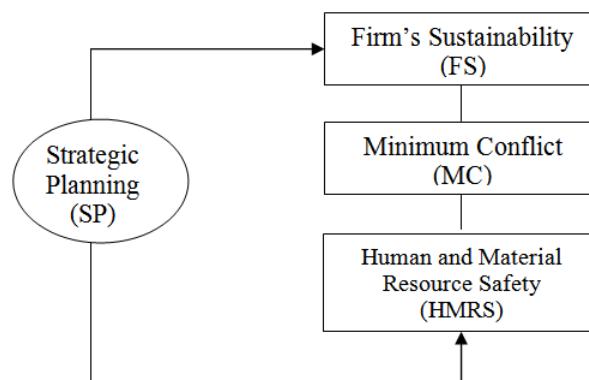 Firm's Sustainability
(FS)
Strategic
Planning
(SP)
Minimum Conflict
(MC)
Human and Material
Resource Safety
(HMRS)